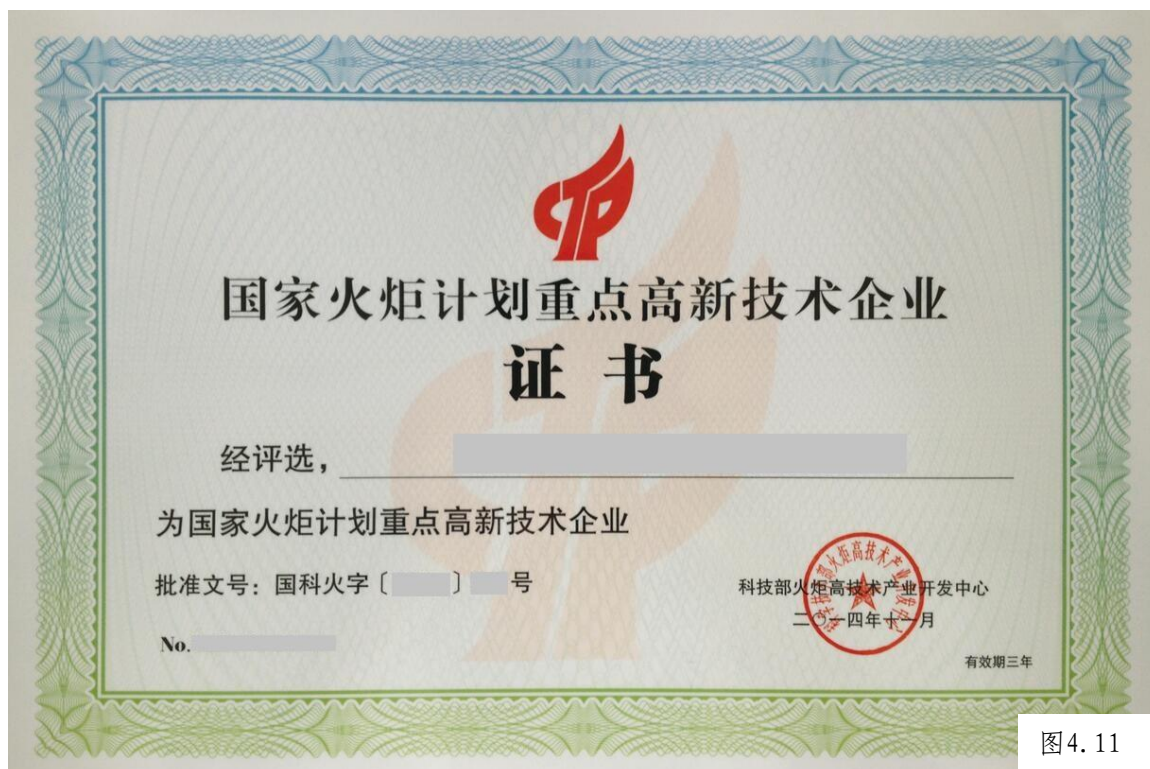 CTP
国家火炬计划重点高新技术企业
证书
经评选，
为国家火炬计划重点高新技术企业
批准文号：国科火字〔 〕 号
No.
科技部火炬高技术产业开发中心
二〇一四年十一月
有效期三年
图4.11